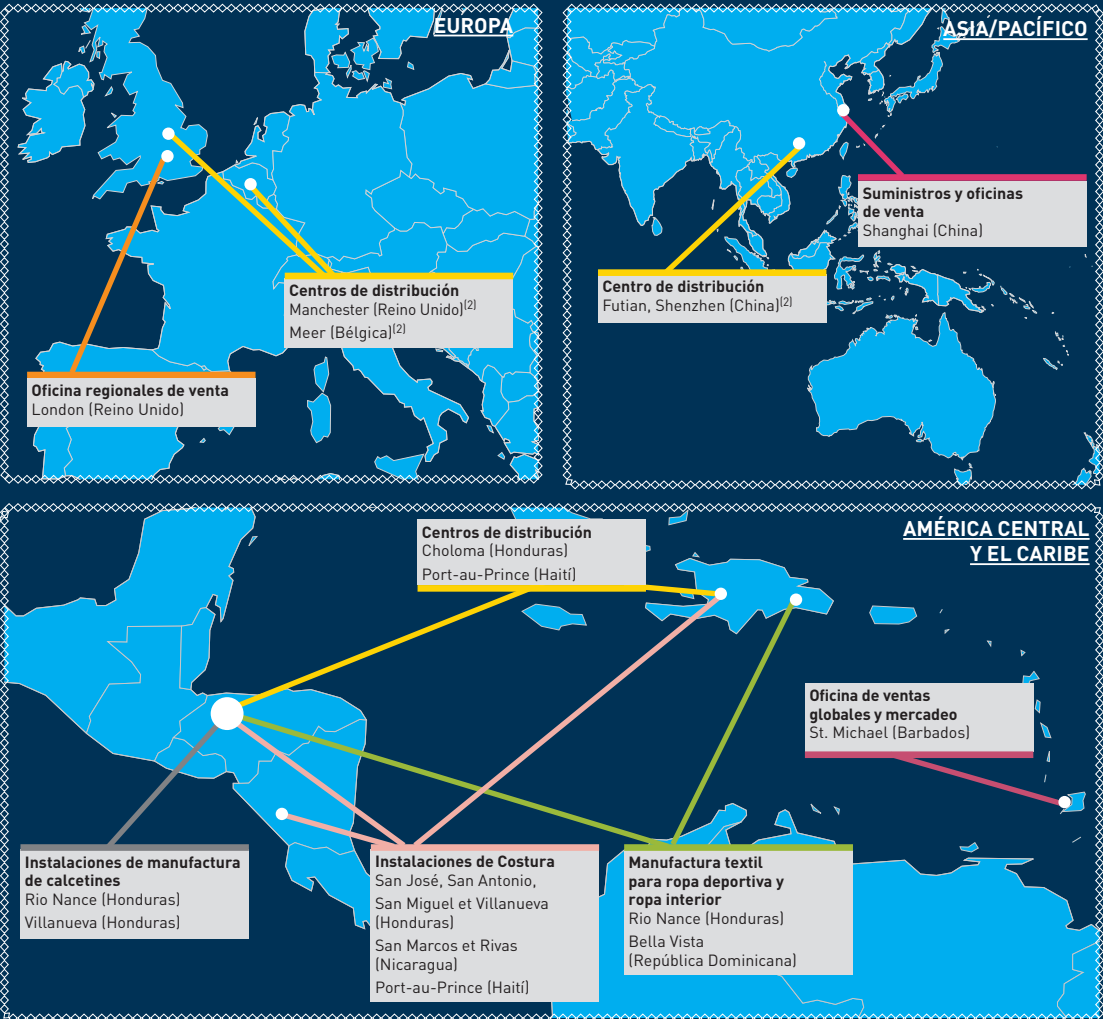 EUROPA
Centros de distribución
Manchester (Reino Unido)(2)
Meer (Bélgica)(2)
Oficina regionales de venta
London (Reino Unido)
ASIA/PACÍFICO
Suministros y oficinas
de venta
Shanghai (China)
Centro de distribución
Futian, Shenzhen (China)(2)
AMÉRICA CENTRAL
Y EL CARIBE
Centros de distribución
Choloma (Honduras)
Port-au-Prince (Haití)
Oficina de ventas
globales y mercadeo
St. Michael (Barbados)
Instalaciones de manufactura
de calcetines
Rio Nance (Honduras)
Villanueva (Honduras)
Instalaciones de Costura
San José, San Antonio,
San Miguel et Villanueva
(Honduras)
San Marcos et Rivas
(Nicaragua)
Port-au-Prince (Haití)
Manufactura textil
para ropa deportiva y
ropa interior
Rio Nance (Honduras)
Bella Vista
(República Dominicana)